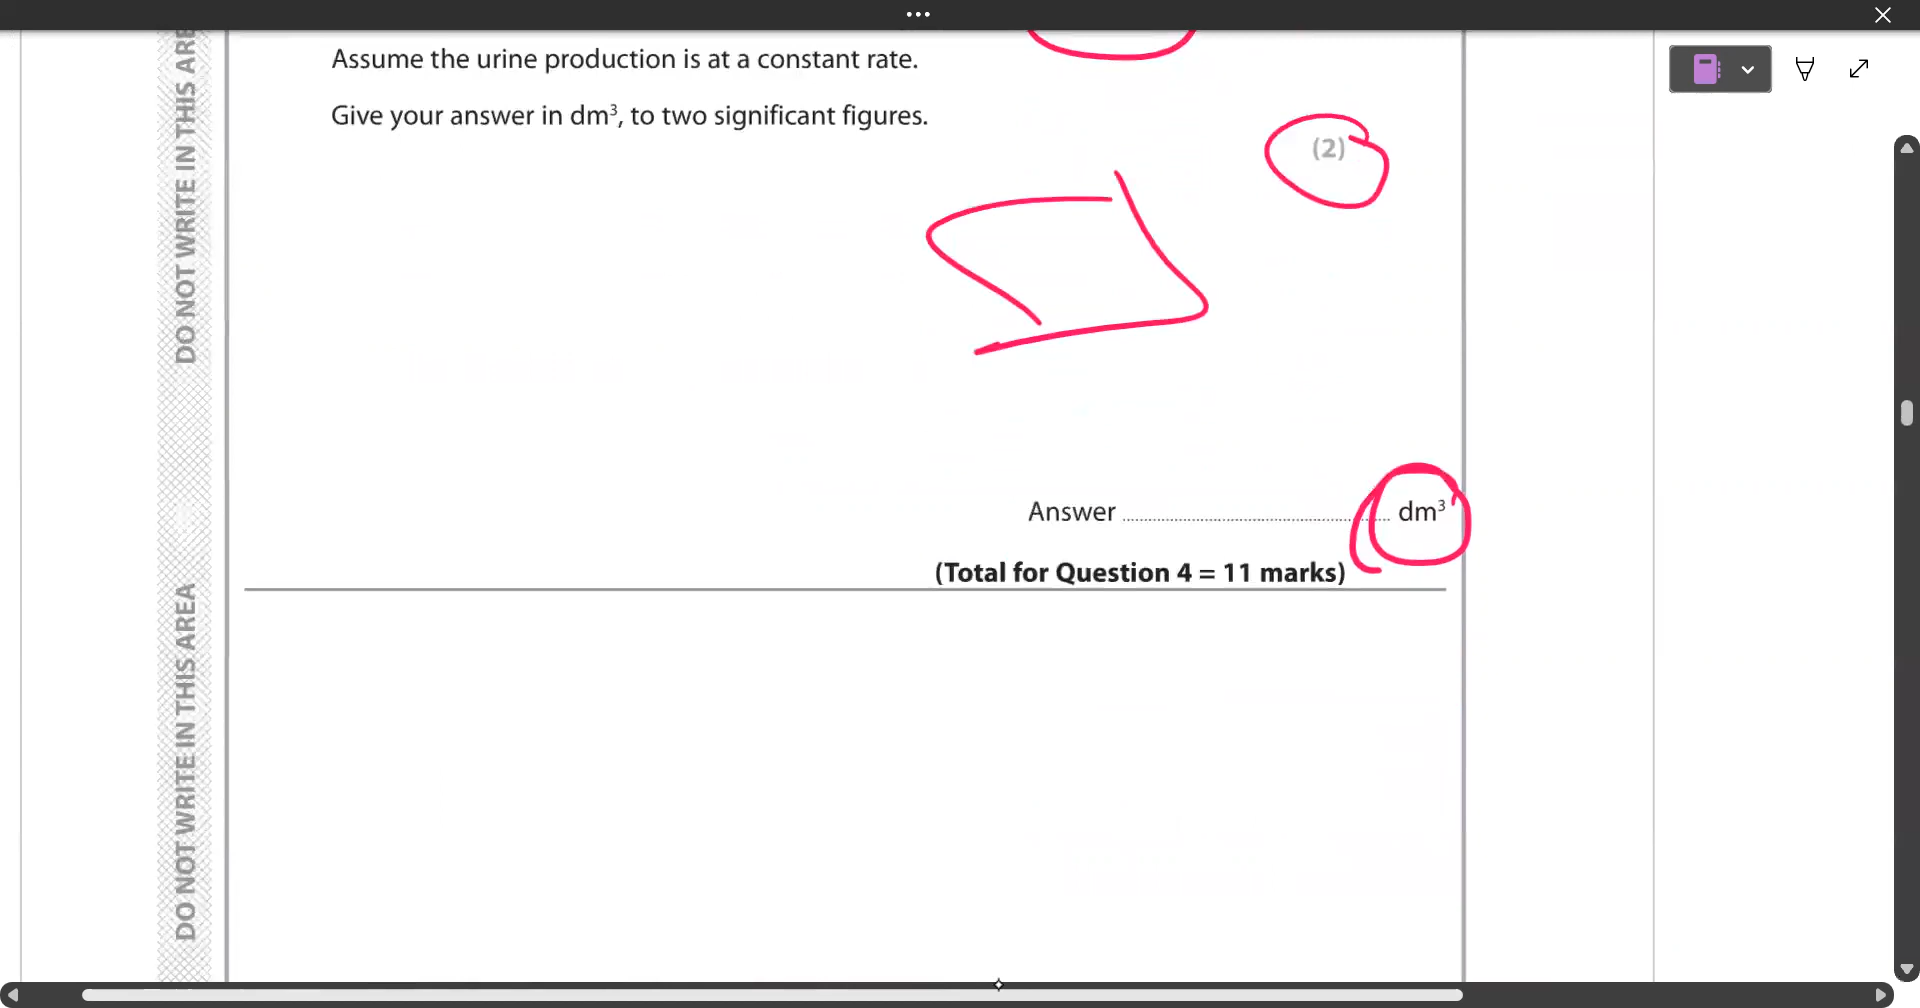 Assume the urine production is at a constant rate.
Give your answer in dm³, to two significant figures.
(2)
Answer ........................................ dm³
(Total for Question 4 = 11 marks)
DO NOT WRITE IN THIS ARE
DO NOT WRITE IN THIS AREA